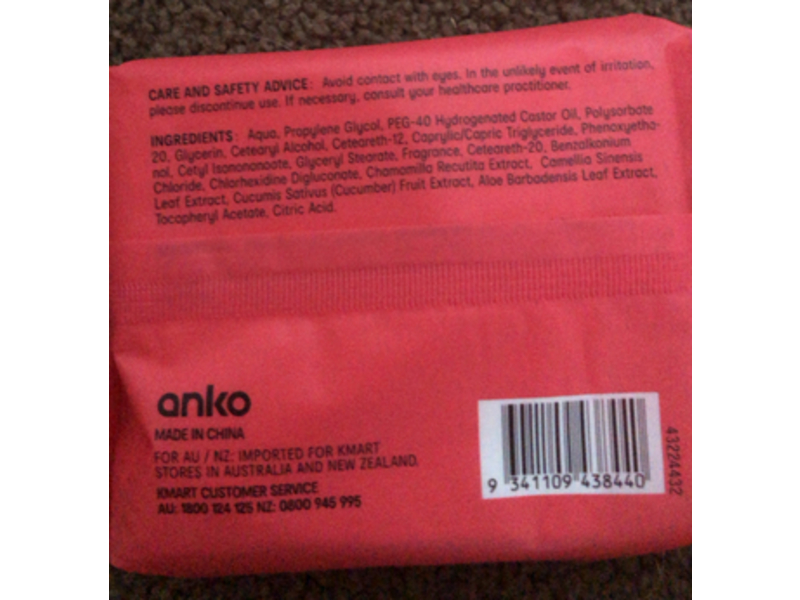 CARE AND SAFETY ADVICE: Avoid contact with eyes. In the unlikely event of irritation,
please discontinue use. If necessary, consult your healthcare practitioner.
INGREDIENTS: Aqua, Propylene Glycol, PEG-40 Hydrogenated Castor Oil, Polysorbate
20, Glycerin, Cetearyl Alcohol, Ceteareth-12, Caprylic/Capric Triglyceride, Phenoxyetha-
nol, Cetyl Isononanoate, Glyceryl Stearate, Fragrance, Ceteareth-20, Benzalkonium
Chloride, Chlorhexidine Digluconate, Chamomilla Recutita Extract, Camellia Sinensis
Leaf Extract, Cucumis Sativus (Cucumber) Fruit Extract, Aloe Barbadensis Leaf Extract,
Tocopheryl Acetate, Citric Acid.
anko
MADE IN CHINA
FOR AU / NZ: IMPORTED FOR KMART
STORES IN AUSTRALIA AND NEW ZEALAND.
KMART CUSTOMER SERVICE
AU: 1800 124 125 NZ: 0800 945 995
9 341109 438440
43224432